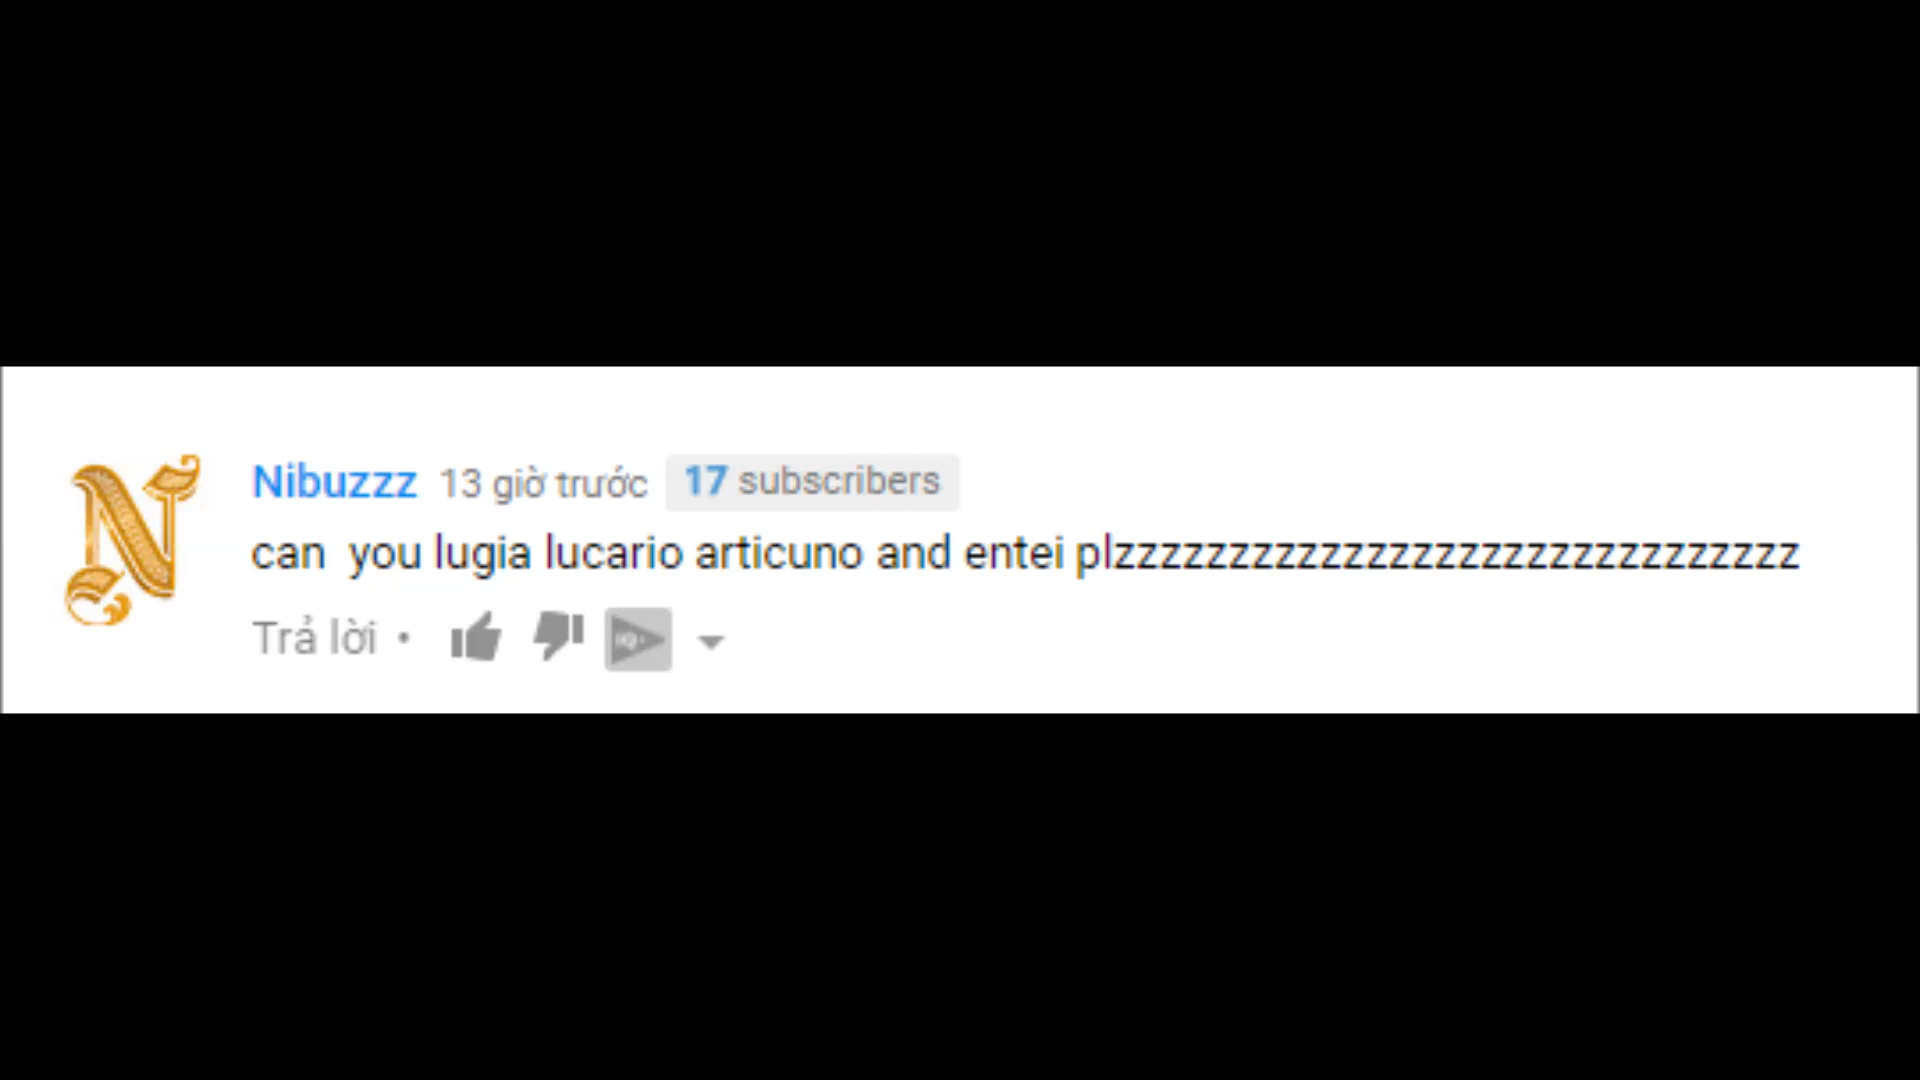 Nibuzzz 13 giờ trước 17 subscribers
can you lugia lucario articuno and entei plzzzzzzzzzzzzzzzzzzzzzzzzzzzzzz
Trả lời •